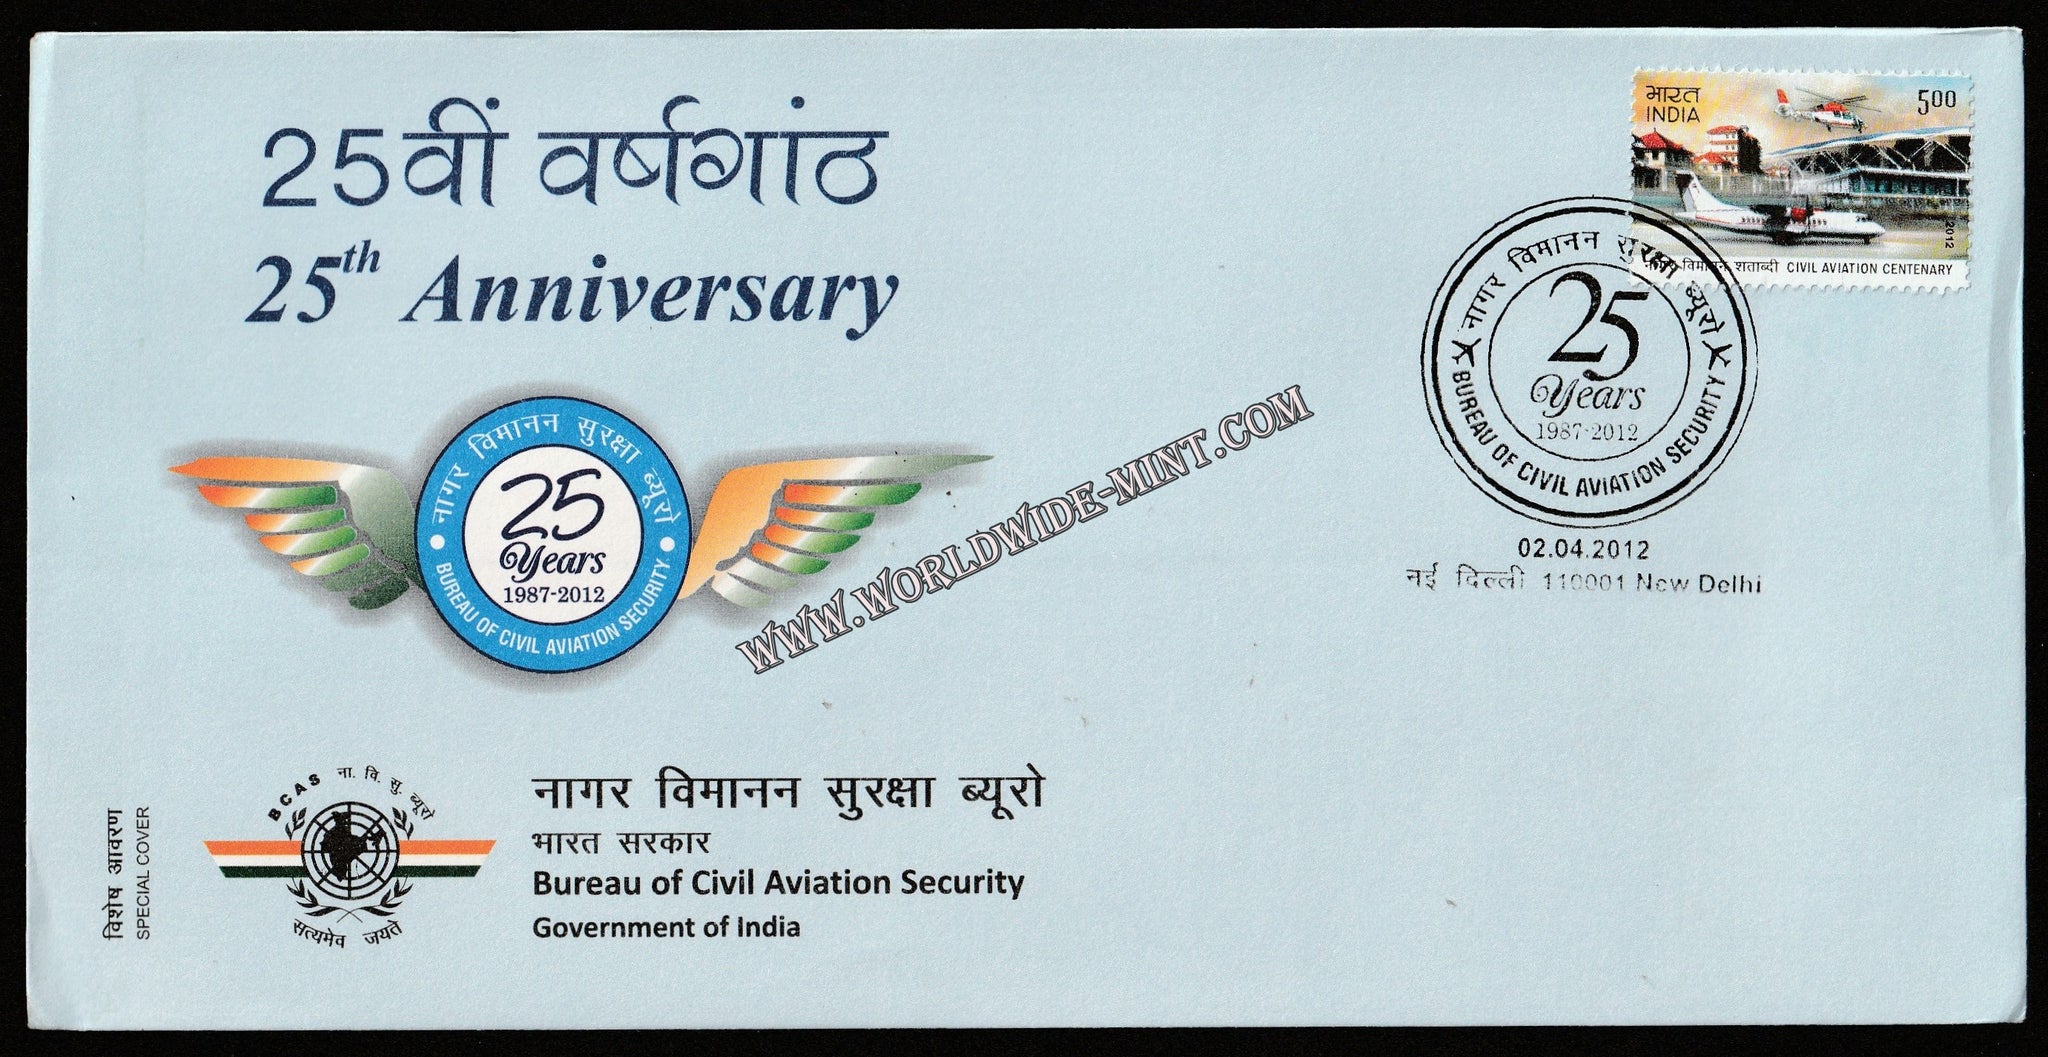 25वीं वर्षगांठ
25th Anniversary
नागर विमानन सुरक्षा ब्यूरो
25
Years
1987-2012
BUREAU OF CIVIL AVIATION SECURITY
भारत
INDIA
500
2012
विमानन शताब्दी CIVIL AVIATION CENTENARY
नागर विमानन सुरक्षा ब्यूरो
25
Years
1987-2012
BUREAU OF CIVIL AVIATION SECURITY
02.04.2012
नई दिल्ली 110001 New Delhi
WWW.WORLDWIDE-MINT.COM
विशेष आवरण
SPECIAL COVER
BCAS ना. वि. सु. ब्यूरो
सत्यमेव जयते
नागर विमानन सुरक्षा ब्यूरो
भारत सरकार
Bureau of Civil Aviation Security
Government of India